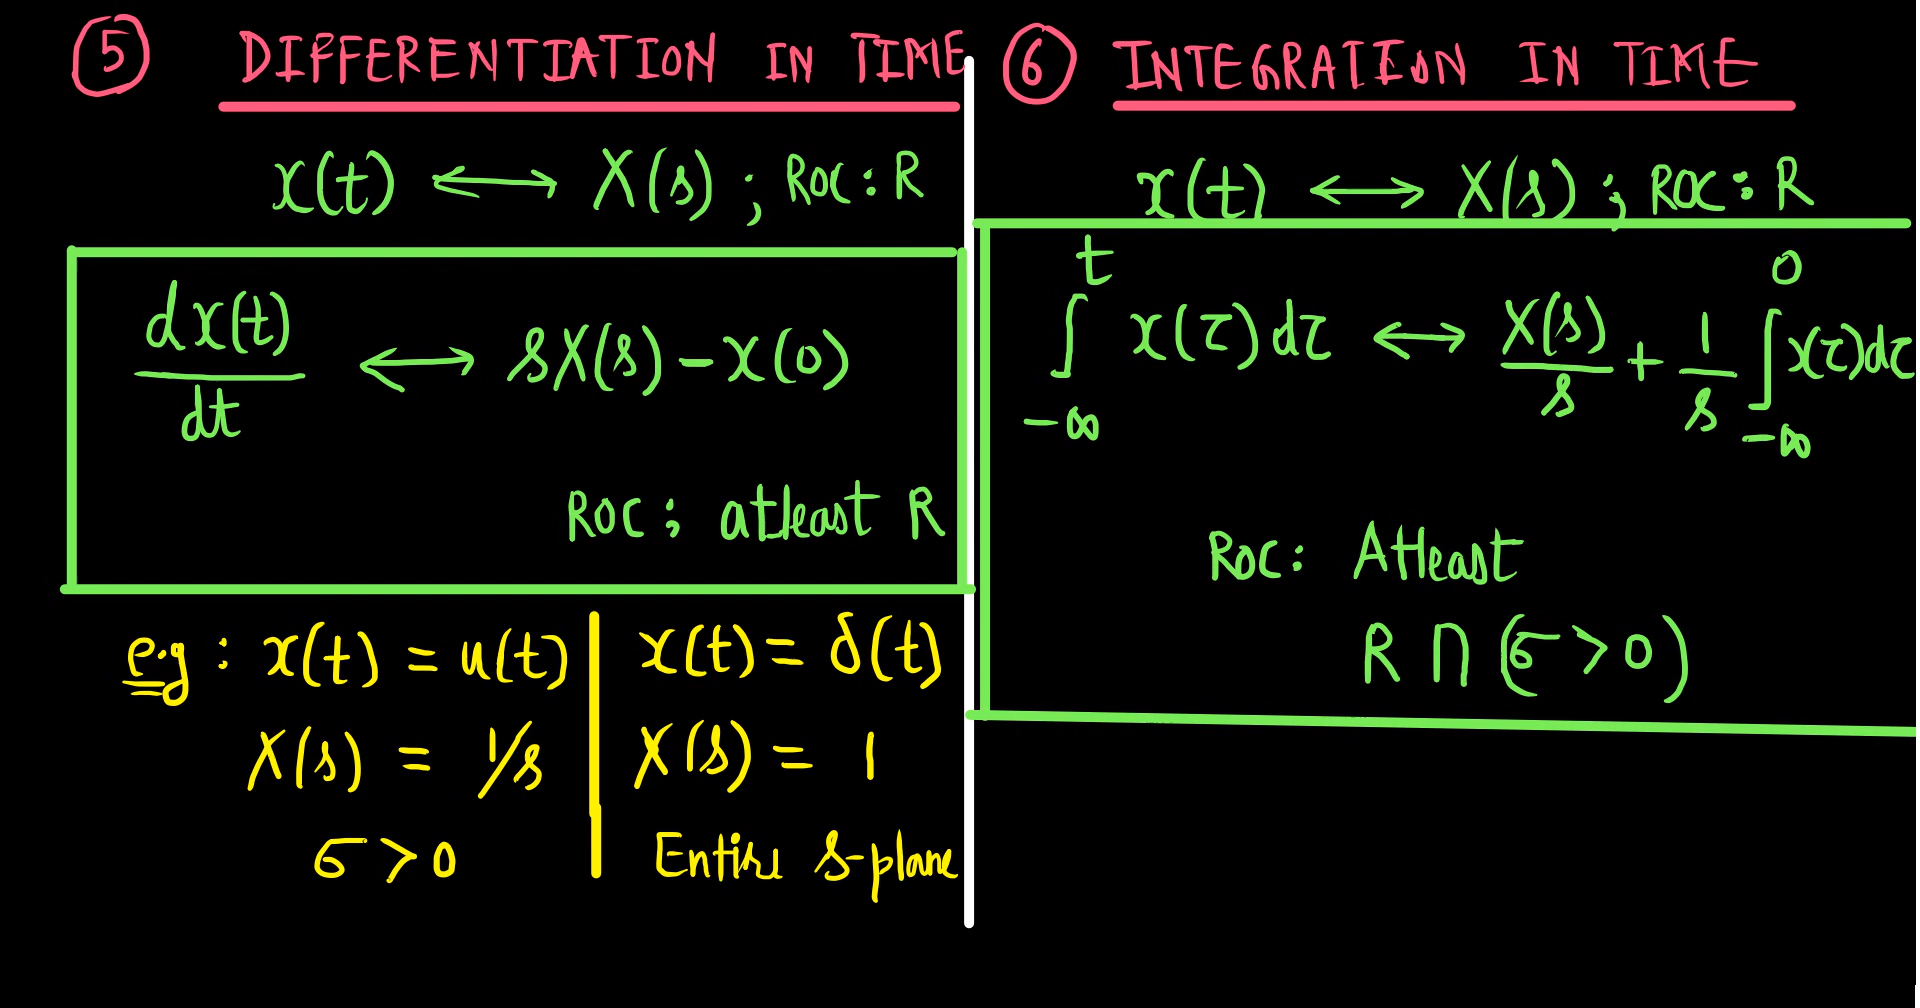 ⑤ DIFFERENTIATION IN TIME
x(t) ⟷ X(s) ; ROC : R
dx(t)/dt ⟷ sX(s) − x(0)
ROC ; atleast R
e.g : x(t) = u(t)
X(s) = 1/s
σ > 0
x(t) = δ(t)
X(s) = 1
Entire s-plane
⑥ INTEGRATION IN TIME
x(t) ⟷ X(s) ; ROC : R
∫_{-∞}^{t} x(τ) dτ ⟷ X(s)/s + 1/s ∫_{-∞}^{0} x(τ) dτ
ROC : Atleast
R ∩ (σ > 0)